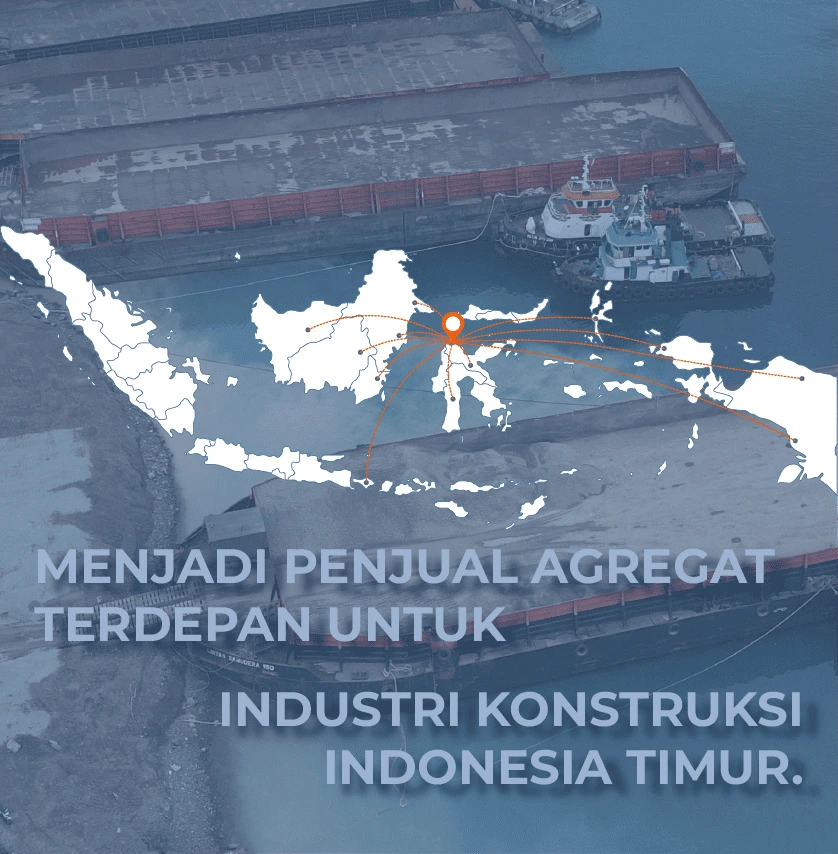 MENJADI PENJUAL AGREGAT
TERDEPAN UNTUK
INDUSTRI KONSTRUKSI
INDONESIA TIMUR.